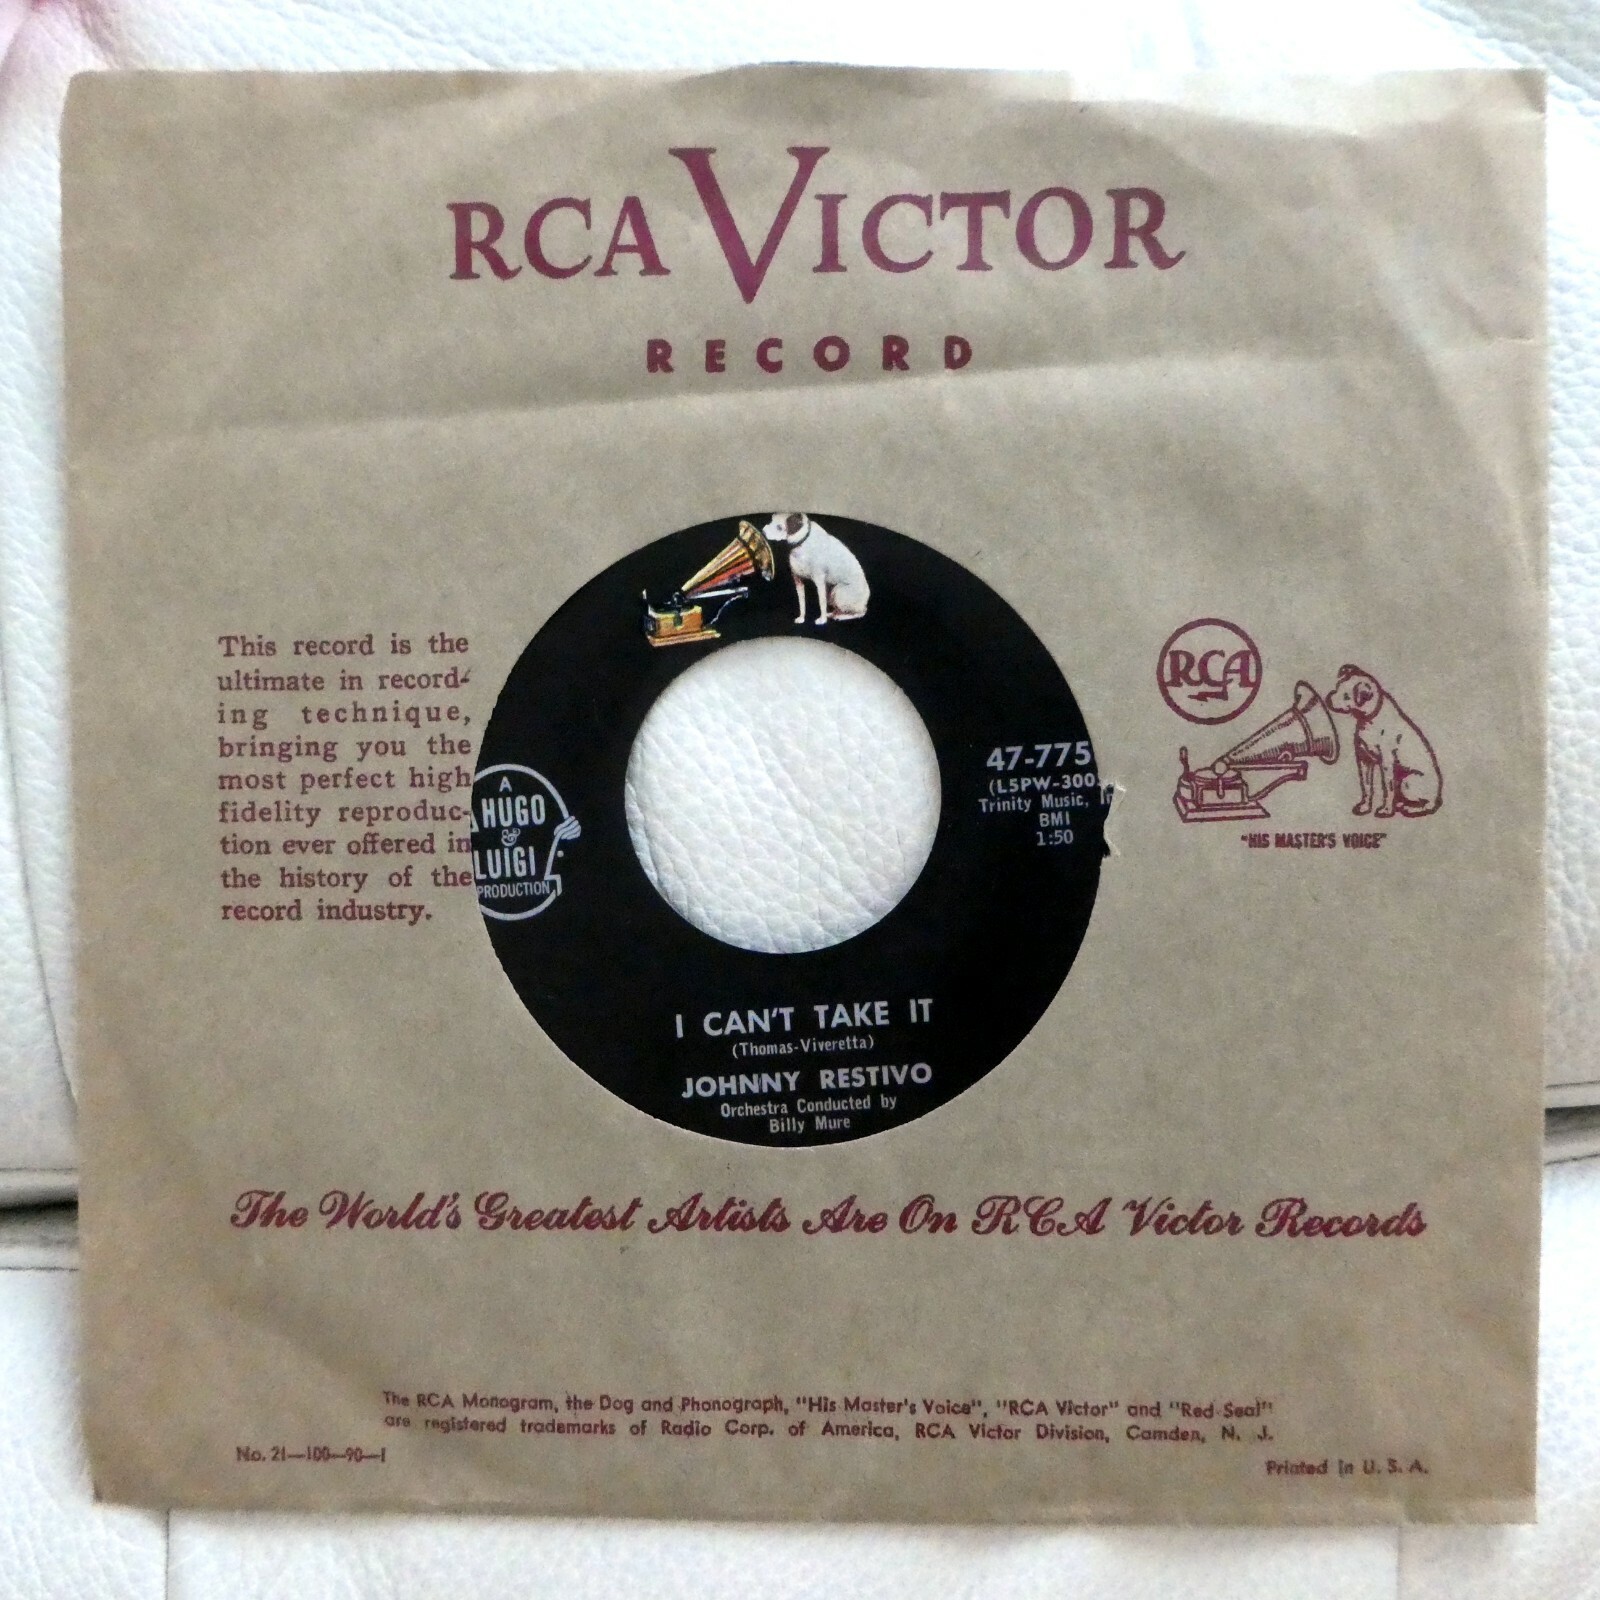 RCA VICTOR
RECORD
This record is the
ultimate in record-
ing technique,
bringing you the
most perfect high
fidelity reproduc-
tion ever offered in
the history of the
record industry.
A
HUGO
&
LUIGI
PRODUCTION
47-775
(L5PW-300
Trinity Music,
BMI
1:50
I CAN'T TAKE IT
(Thomas-Viveretta)
JOHNNY RESTIVO
Orchestra Conducted by
Billy Mure
RCA
"HIS MASTER'S VOICE"
The World's Greatest Artists Are On RCA Victor Records
The RCA Monogram, the Dog and Phonograph, "His Master's Voice", "RCA Victor" and "Red Seal"
are registered trademarks of Radio Corp. of America, RCA Victor Division, Camden, N. J.
No. 21-100-90-1
Printed in U. S. A.